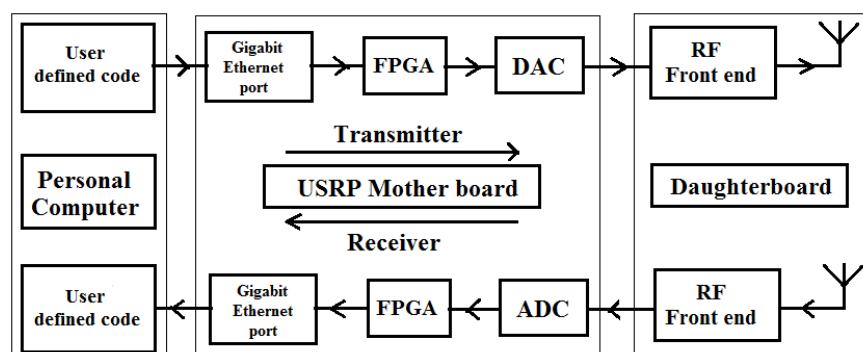 User
defined code
Gigabit
Ethernet
port
FPGA
DAC
RF
Front end
Transmitter
Personal
Computer
USRP Mother board
Daughterboard
Receiver
User
defined code
Gigabit
Ethernet
port
FPGA
ADC
RF
Front end